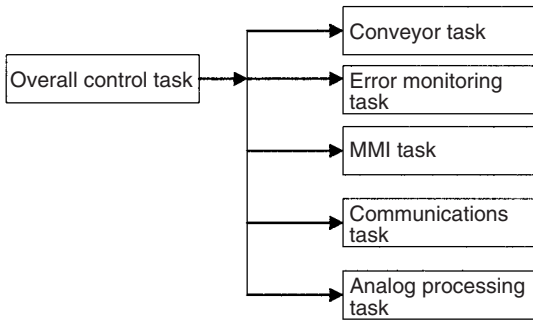 Overall control task
Conveyor task
Error monitoring
task
MMI task
Communications
task
Analog processing
task